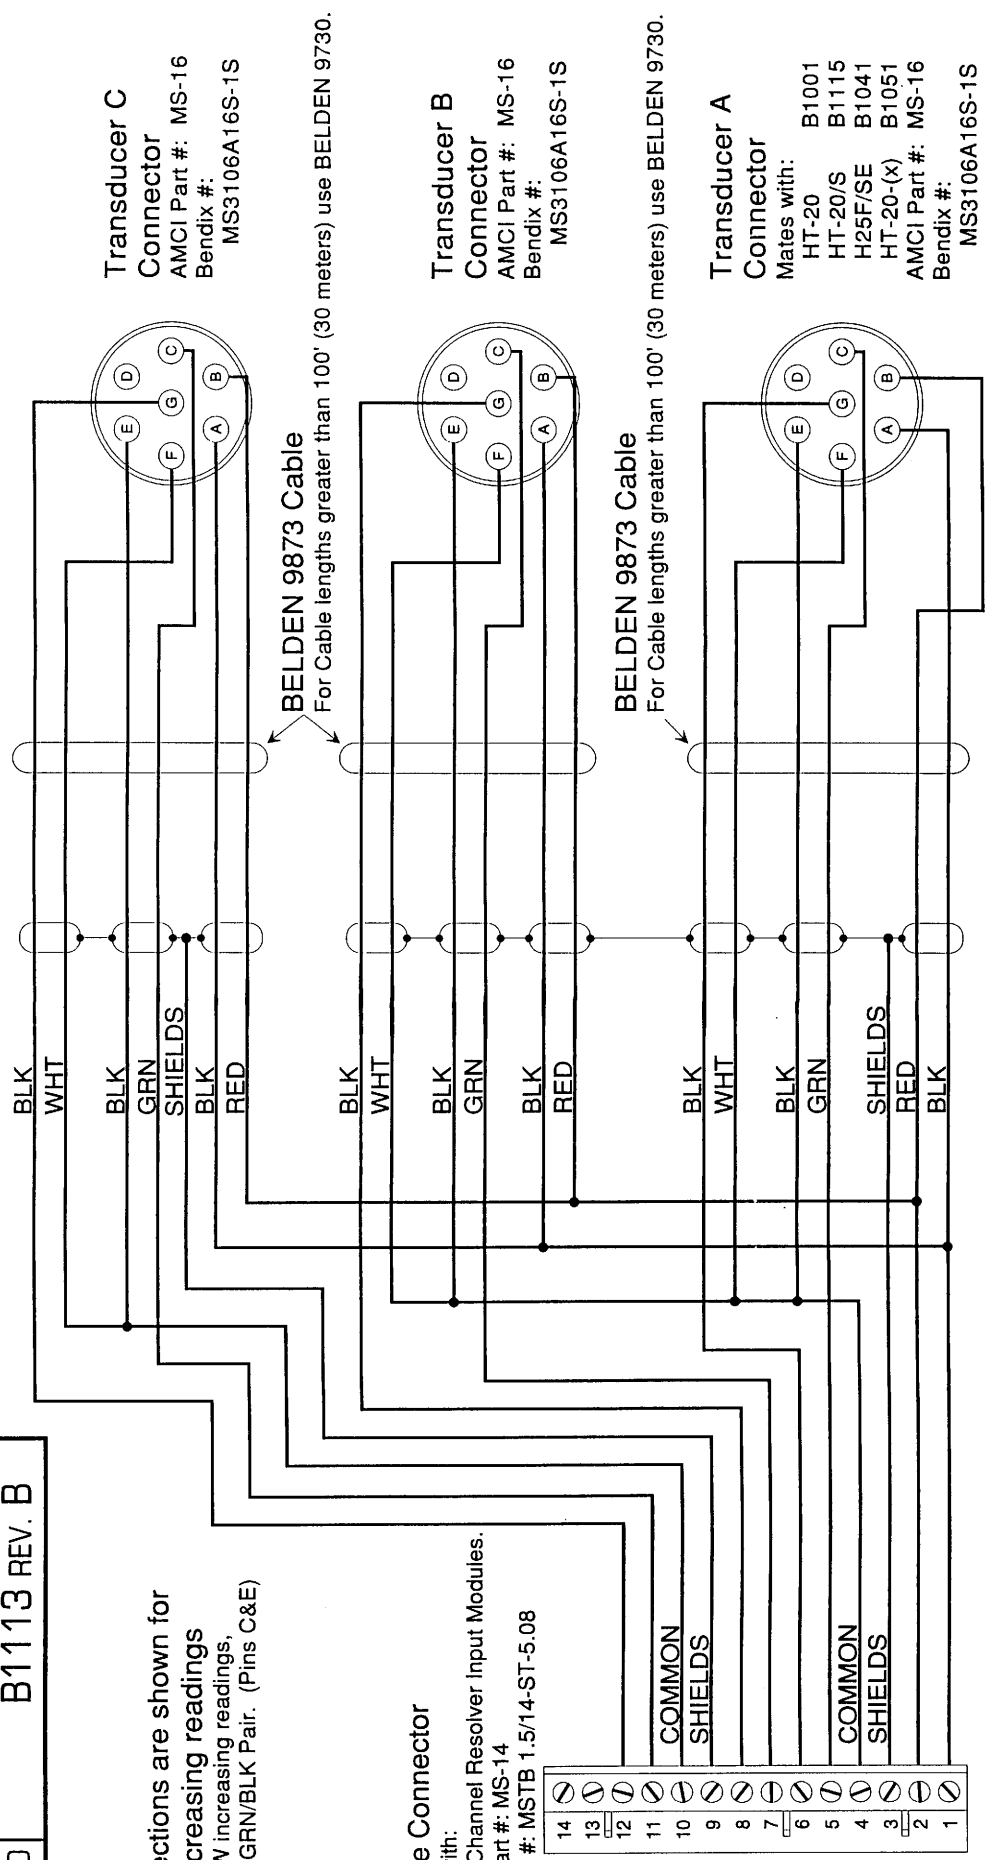 B1113 REV. B
ections are shown for
creasing readings
increasing readings,
GRN/BLK Pair. (Pins C&E)
e Connector
ith:
Channel Resolver Input Modules.
art #: MS-14
#: MSTB 1.5/14-ST-5.08
14
13
12
11
10
9
8
7
6
5
4
3
2
1
COMMON
SHIELDS
COMMON
SHIELDS
BLK
WHT
BLK
GRN
SHIELDS
BLK
RED
BLK
WHT
BLK
GRN
BLK
RED
BLK
WHT
BLK
GRN
SHIELDS
RED
BLK
BELDEN 9873 Cable
For Cable lengths greater than 100' (30 meters) use BELDEN 9730.
BELDEN 9873 Cable
For Cable lengths greater than 100' (30 meters) use BELDEN 9730.
D
E
C
G
F
B
A
D
E
C
G
F
B
A
D
E
C
G
F
B
A
Transducer C
Connector
AMCI Part #: MS-16
Bendix #:
MS3106A16S-1S
Transducer B
Connector
AMCI Part #: MS-16
Bendix #:
MS3106A16S-1S
Transducer A
Connector
Mates with:
HT-20 B1001
HT-20/S B1115
H25F/SE B1041
HT-20-(x) B1051
AMCI Part #: MS-16
Bendix #:
MS3106A16S-1S